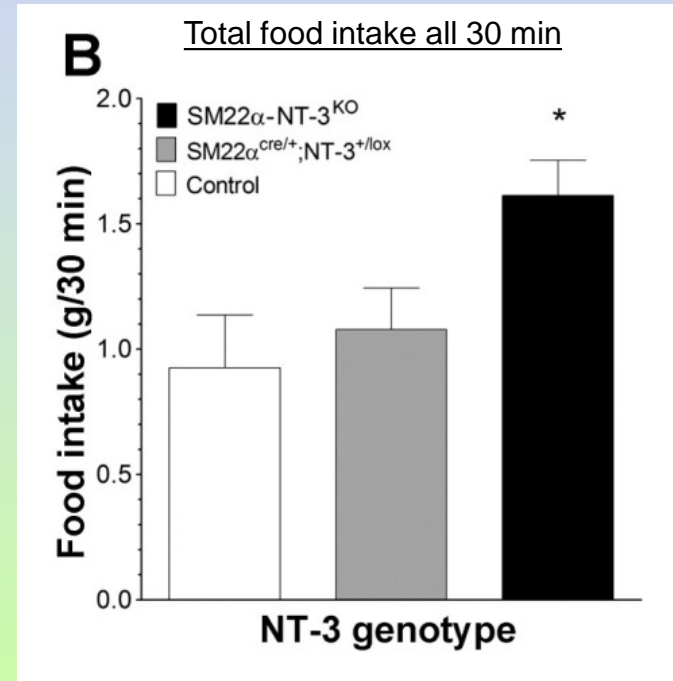 Total food intake all 30 min
B
2.0
SM22α-NT-3KO
*
SM22αcre/+;NT-3+/lox
Control
1.5
1.0
0.5
0.0
Food intake (g/30 min)
NT-3 genotype